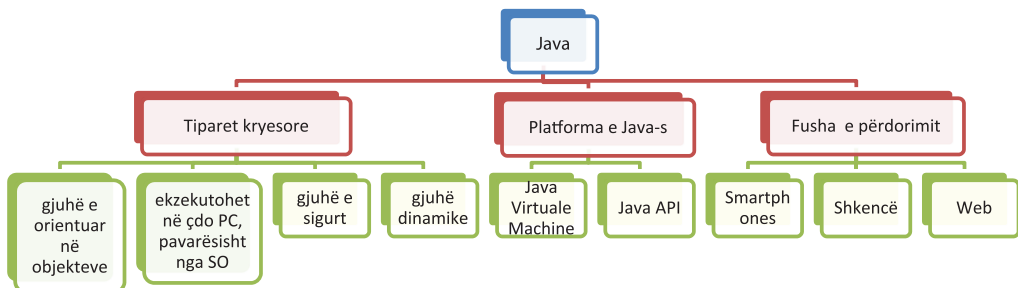 Java
Tiparet kryesore
Platforma e Java-s
Fusha e përdorimit
gjuhë e
orientuar
në
objekteve
ekzekutohet
në çdo PC,
pavarësisht
nga SO
gjuhë e
sigurt
gjuhë
dinamike
Java
Virtuale
Machine
Java API
Smartph
ones
Shkencë
Web